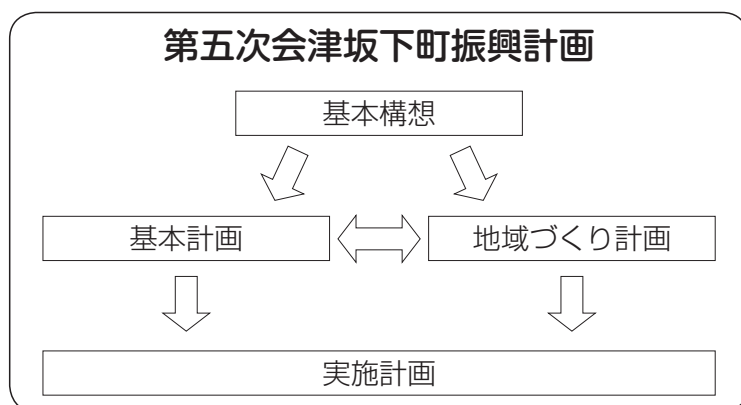 第五次会津坂下町振興計画
基本構想
基本計画
地域づくり計画
実施計画